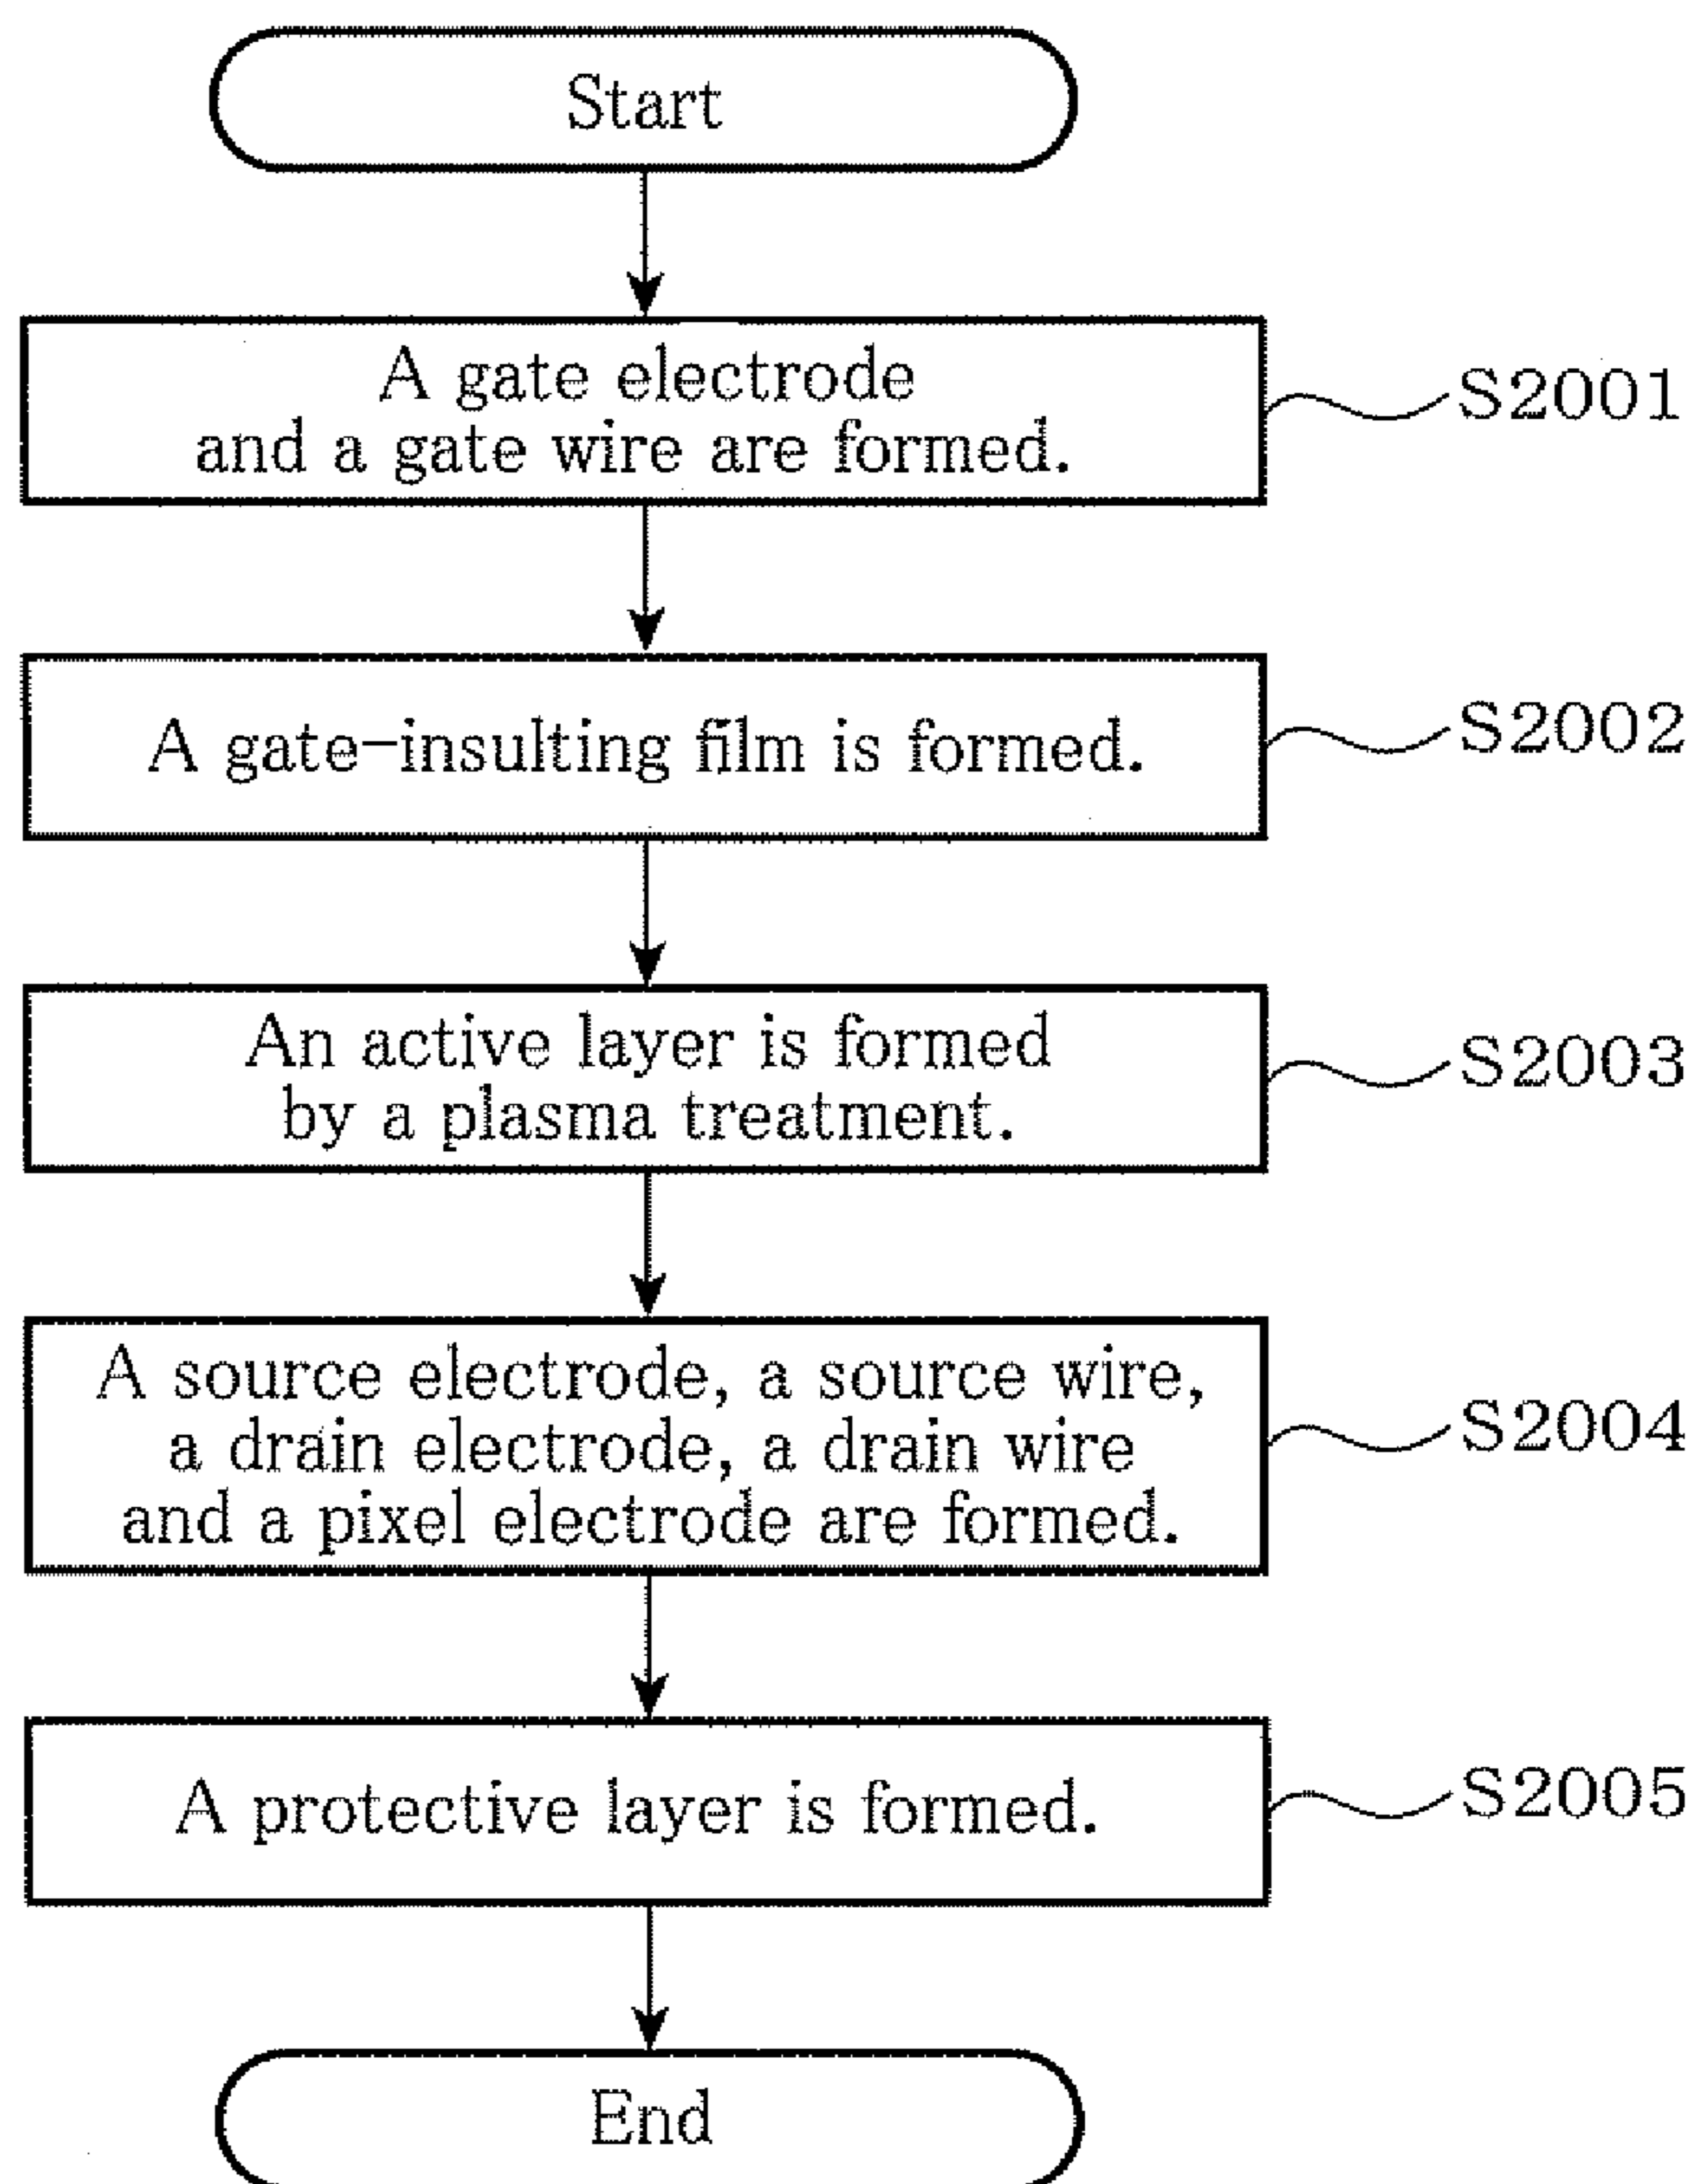 Start
A gate electrode
and a gate wire are formed.
S2001
A gate-insulting film is formed.
S2002
An active layer is formed
by a plasma treatment.
S2003
A source electrode, a source wire,
a drain electrode, a drain wire
and a pixel electrode are formed.
S2004
A protective layer is formed.
S2005
End